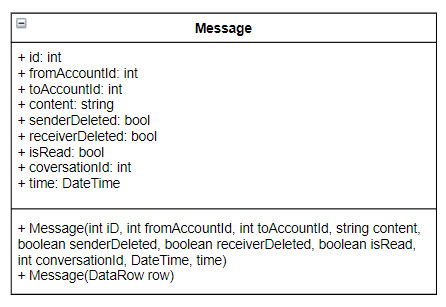 Message
+ id: int
+ fromAccountId: int
+ toAccountId: int
+ content: string
+ senderDeleted: bool
+ receiverDeleted: bool
+ isRead: bool
+ coversationId: int
+ time: DateTime
+ Message(int iD, int fromAccountId, int toAccountId, string content,
boolean senderDeleted, boolean receiverDeleted, boolean isRead,
int conversationId, DateTime, time)
+ Message(DataRow row)